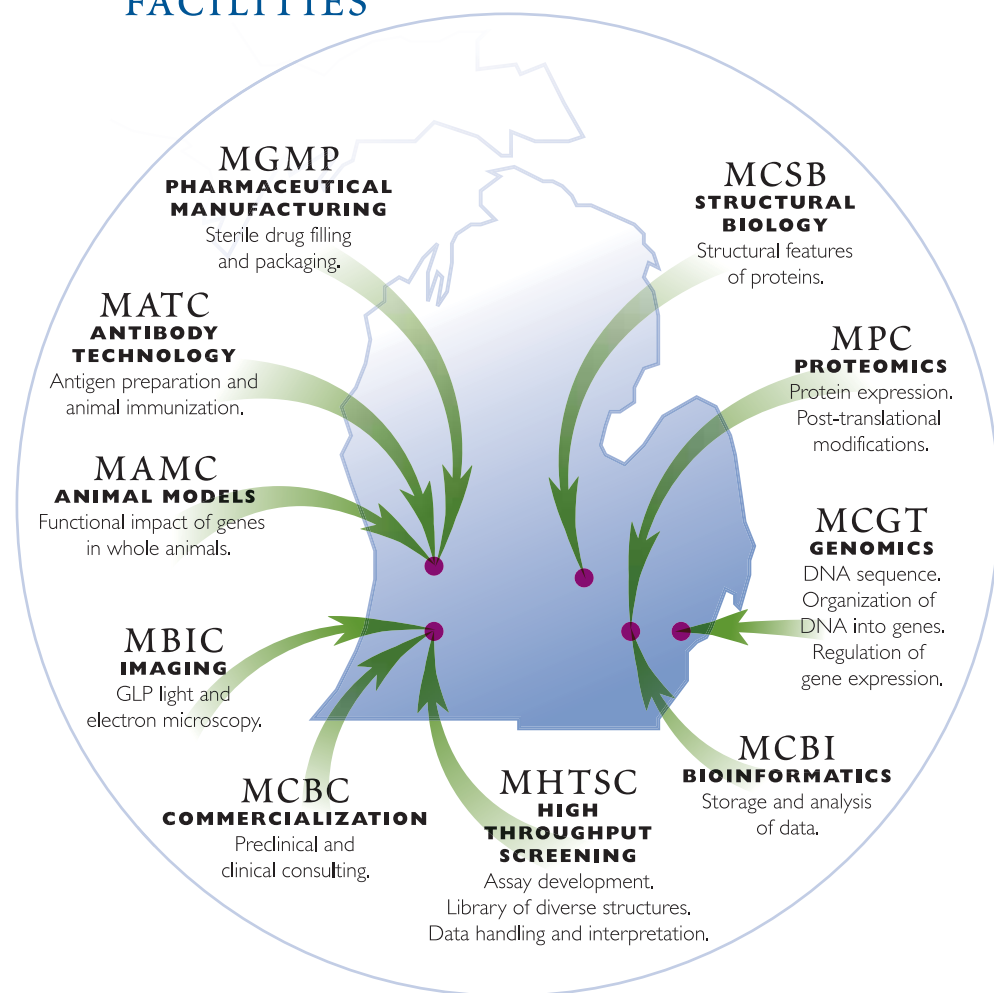 FACILITIES
MGMP
PHARMACEUTICAL
MANUFACTURING
Sterile drug filling
and packaging.
MATC
ANTIBODY
TECHNOLOGY
Antigen preparation and
animal immunization.
MAMC
ANIMAL MODELS
Functional impact of genes
in whole animals.
MBIC
IMAGING
GLP light and
electron microscopy.
MCBC
COMMERCIALIZATION
Preclinical and
clinical consulting.
MHTSC
HIGH
THROUGHPUT
SCREENING
Assay development.
Library of diverse structures.
Data handling and interpretation.
MCBI
BIOINFORMATICS
Storage and analysis
of data.
MCGT
GENOMICS
DNA sequence.
Organization of
DNA into genes.
Regulation of
gene expression.
MPC
PROTEOMICS
Protein expression.
Post-translational
modifications.
MCSB
STRUCTURAL
BIOLOGY
Structural features
of proteins.